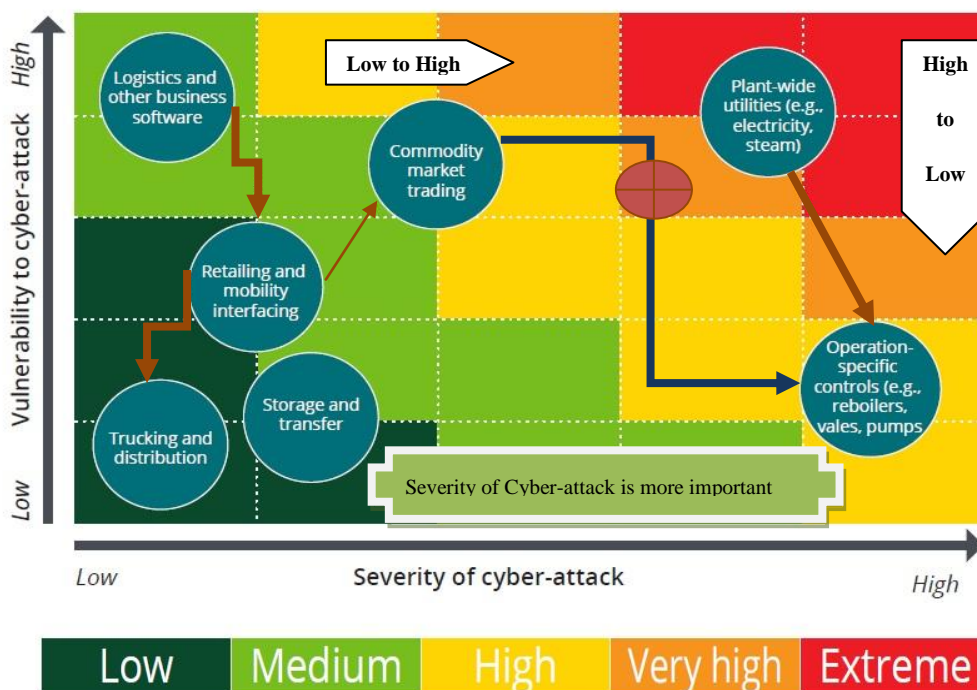 High
Vulnerability to cyber-attack
Low
Logistics and
other business
software
Low to High
Plant-wide
utilities (e.g.,
electricity,
steam)
High
to
Low
Commodity
market
trading
Retailing and
mobility
interfacing
Operation-
specific
controls (e.g.,
reboilers,
vales, pumps
Storage and
transfer
Trucking and
distribution
Severity of Cyber-attack is more important
Low
Severity of cyber-attack
High
Low
Medium
High
Very high
Extreme